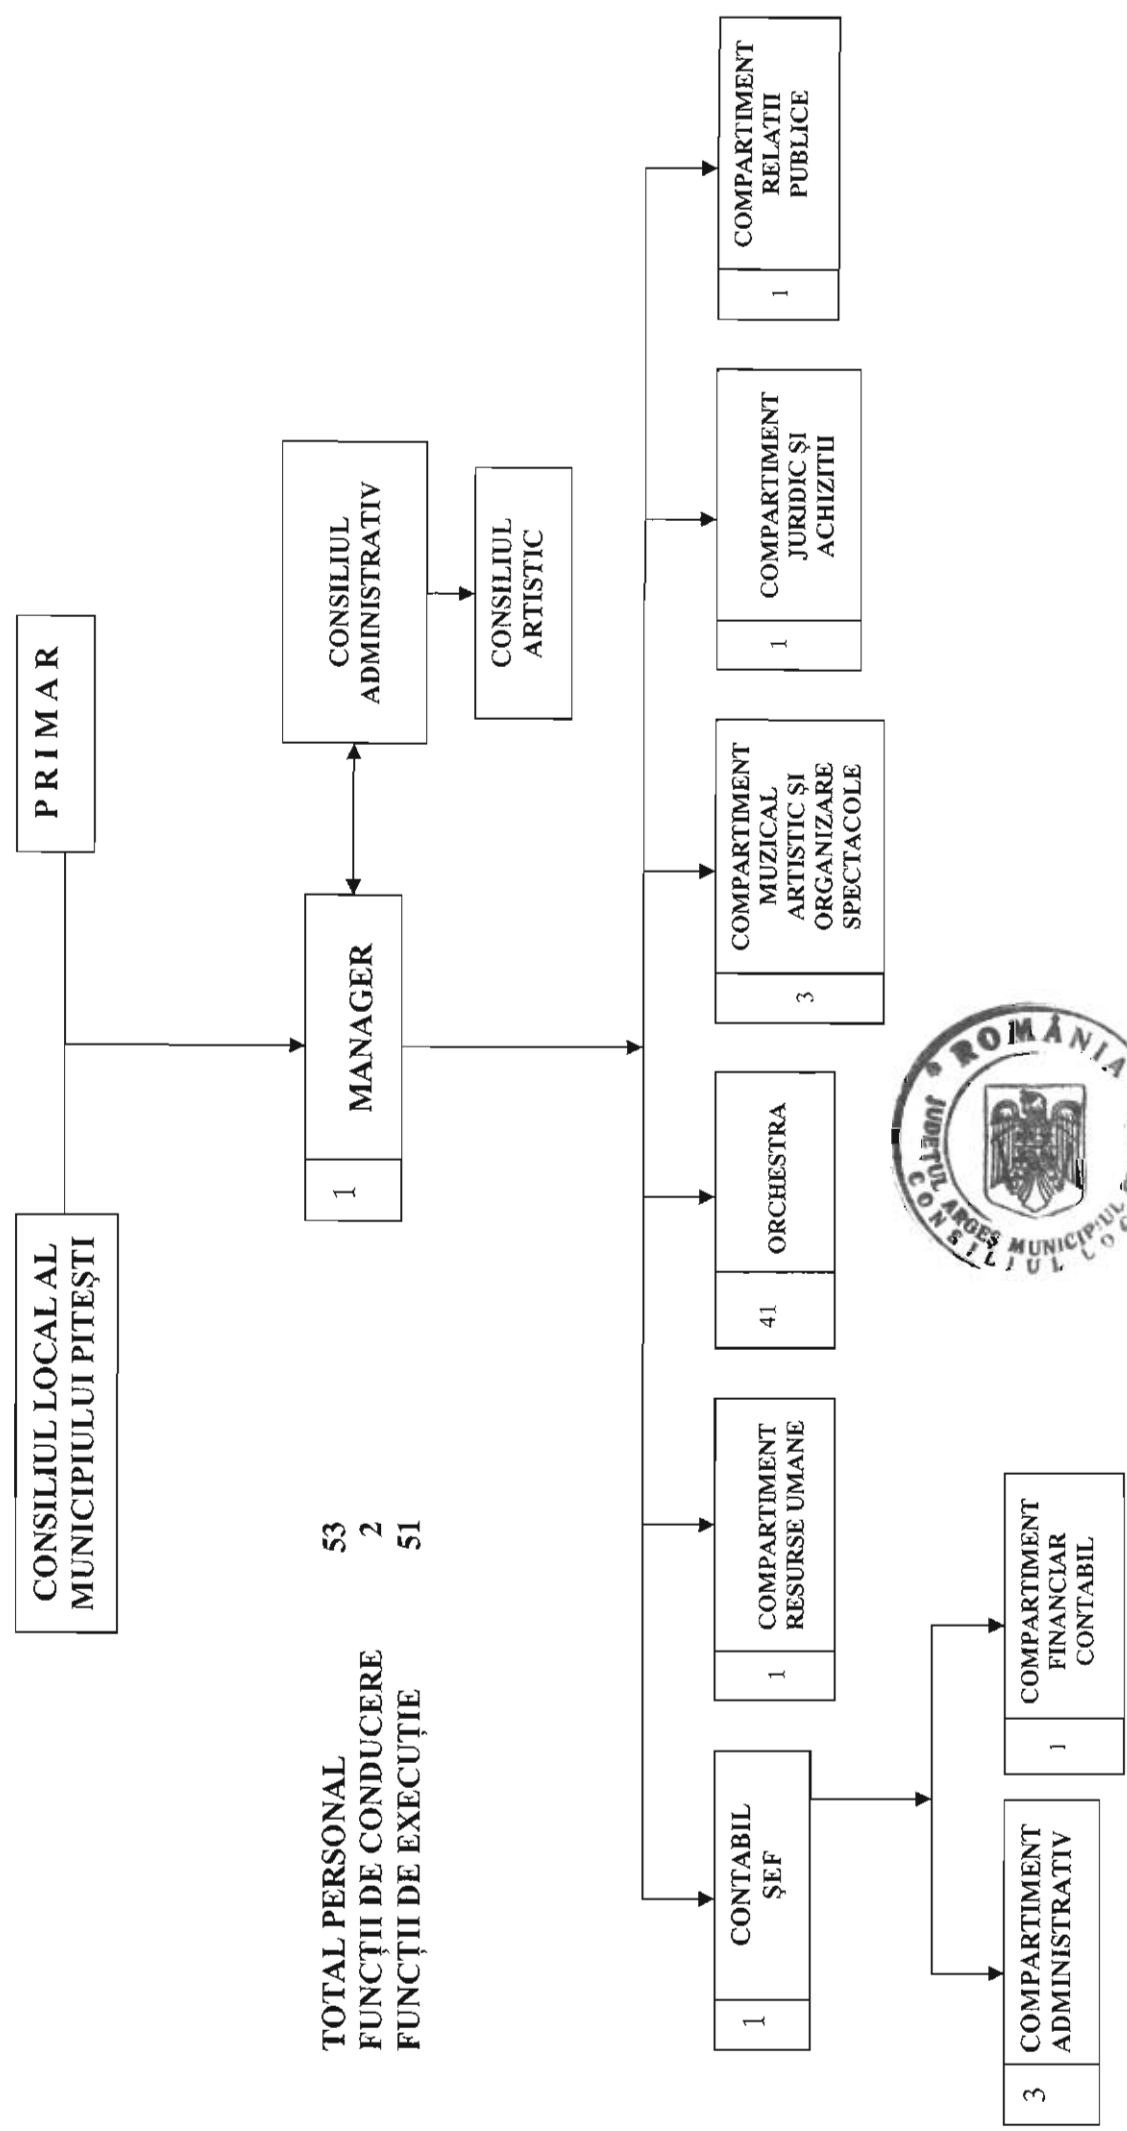 CONSILIUL LOCAL AL
MUNICIPIULUI PITEȘTI
P R I M A R
1
MANAGER
CONSILIUL
ADMINISTRATIV
CONSILIUL
ARTISTIC
TOTAL PERSONAL 53
FUNCȚII DE CONDUCERE 2
FUNCȚII DE EXECUȚIE 51
1
CONTABIL
ȘEF
1
COMPARTIMENT
RESURSE UMANE
41
ORCHESTRA
3
COMPARTIMENT
MUZICAL
ARTISTIC ȘI
ORGANIZARE
SPECTACOLE
1
COMPARTIMENT
JURIDIC ȘI
ACHIZITII
1
COMPARTIMENT
RELATII
PUBLICE
3
COMPARTIMENT
ADMINISTRATIV
1
COMPARTIMENT
FINANCIAR
CONTABIL
ROMÂNIA
JUDEȚUL ARGEȘ MUNICIPIUL
CONSILIUL